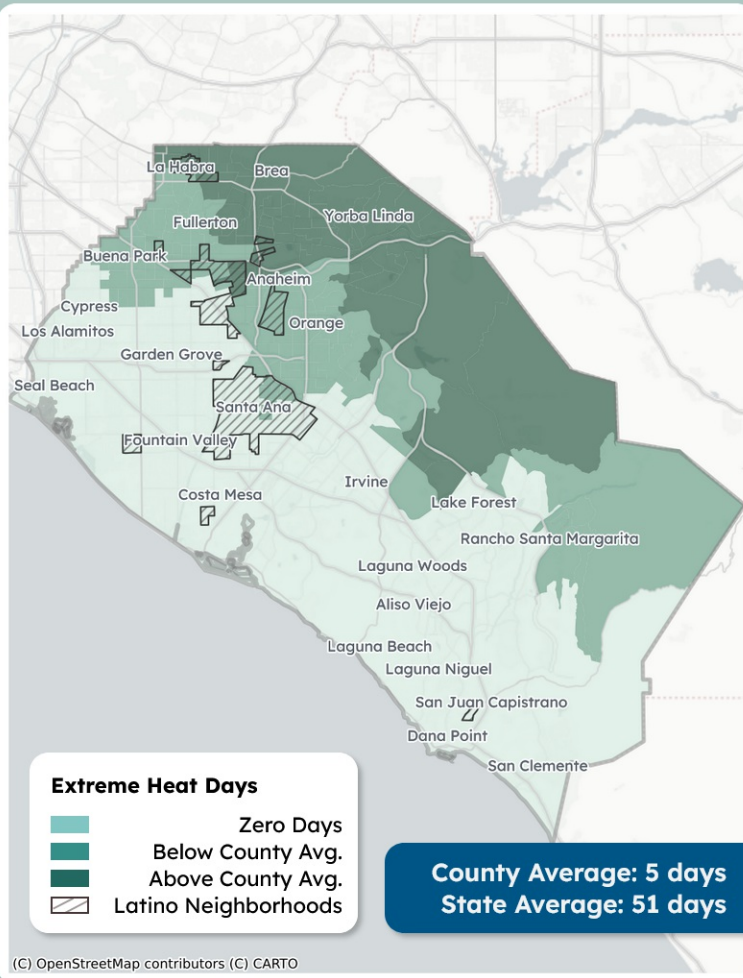 La Habra
Brea
Yorba Linda
Fullerton
Buena Park
Anaheim
Cypress
Los Alamitos
Orange
Garden Grove
Seal Beach
Santa Ana
Fountain Valley
Irvine
Costa Mesa
Lake Forest
Rancho Santa Margarita
Laguna Woods
Aliso Viejo
Laguna Beach
Laguna Niguel
San Juan Capistrano
Dana Point
San Clemente
Extreme Heat Days
Zero Days
Below County Avg.
Above County Avg.
Latino Neighborhoods
County Average: 5 days
State Average: 51 days
(C) OpenStreetMap contributors (C) CARTO